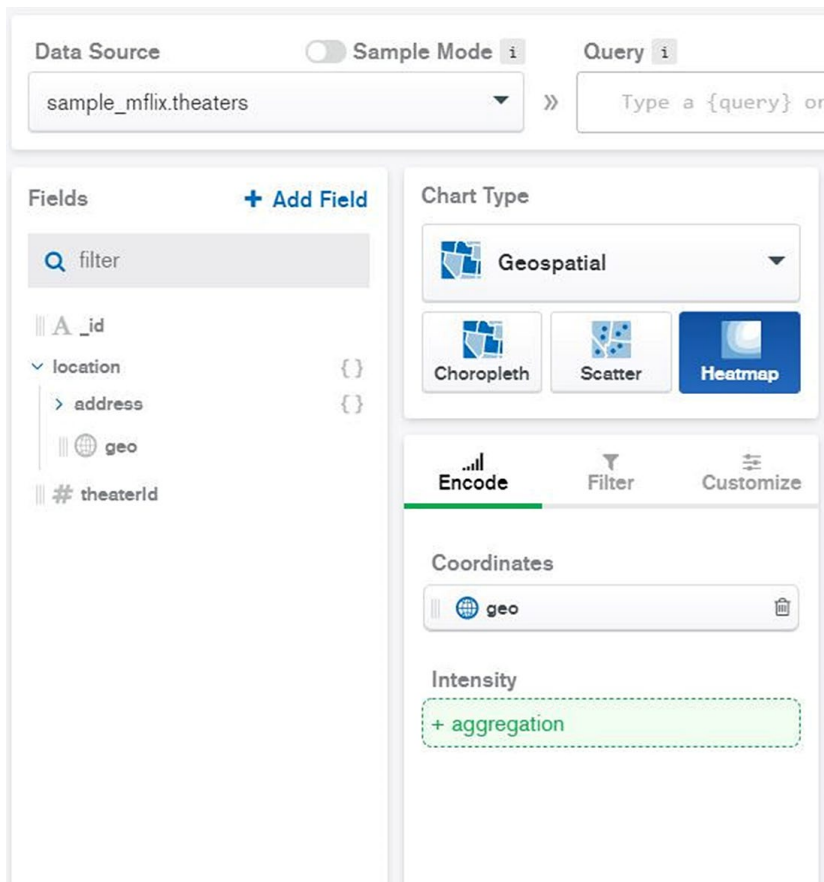 Data Source
Sample Mode i
Query i
sample_mflix.theaters
»
Type a {query} or
Fields
+ Add Field
filter
A _id
location { }
address { }
geo
# theaterId
Chart Type
Geospatial
Choropleth
Scatter
Heatmap
Encode
Filter
Customize
Coordinates
geo
Intensity
+ aggregation